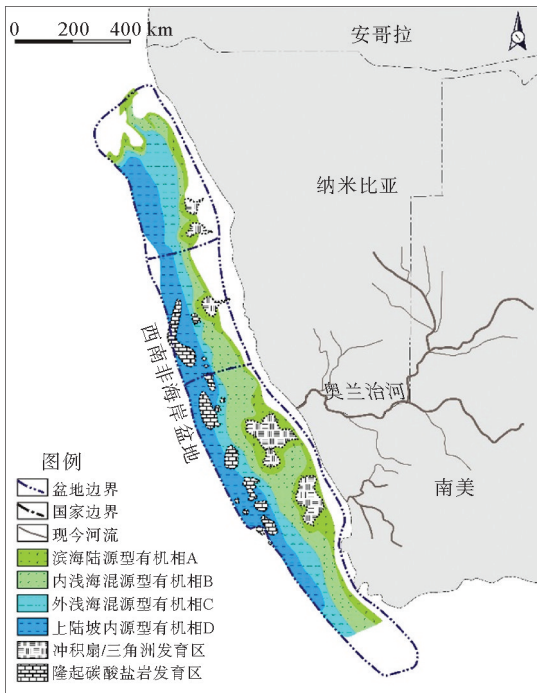 0 200 400 km
安哥拉
纳米比亚
西南非海岸盆地
奥兰治河
南美
图例
盆地边界
国家边界
现今河流
滨海陆源型有机相A
内浅海混源型有机相B
外浅海混源型有机相C
上陆坡内源型有机相D
冲积扇/三角洲发育区
隆起碳酸盐岩发育区